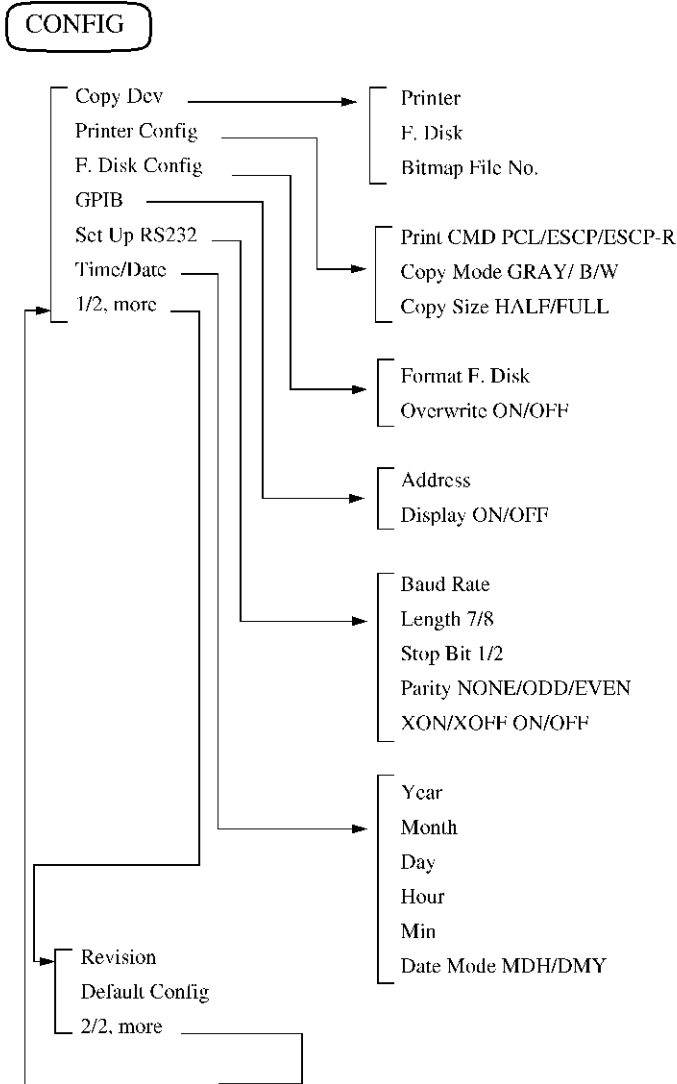 CONFIG
Copy Dev
Printer Config
F. Disk Config
GPIB
Set Up RS232
Time/Date
1/2, more
Printer
F. Disk
Bitmap File No.
Print CMD PCL/ESCP/ESCP-R
Copy Mode GRAY/ B/W
Copy Size HALF/FULL
Format F. Disk
Overwrite ON/OFF
Address
Display ON/OFF
Baud Rate
Length 7/8
Stop Bit 1/2
Parity NONE/ODD/EVEN
XON/XOFF ON/OFF
Year
Month
Day
Hour
Min
Date Mode MDH/DMY
Revision
Default Config
2/2, more